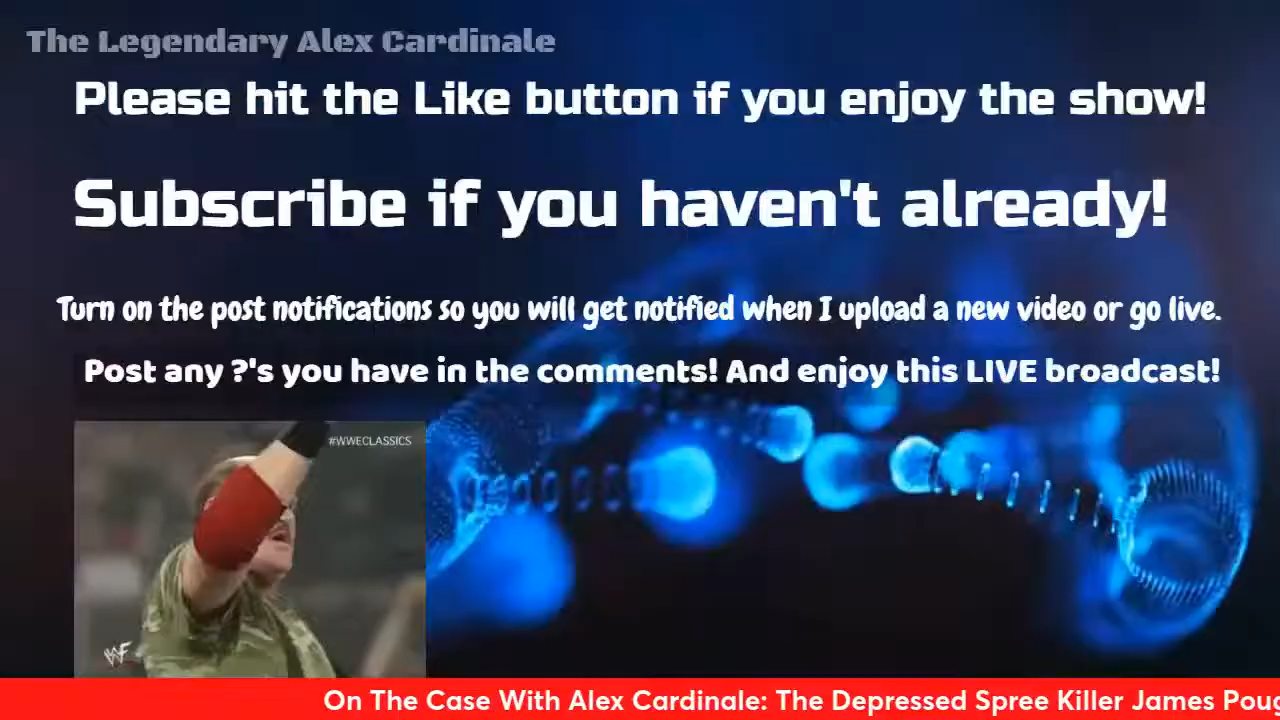 The Legendary Alex Cardinale
Please hit the Like button if you enjoy the show!
Subscribe if you haven't already!
Turn on the post notifications so you will get notified when I upload a new video or go live.
Post any ?'s you have in the comments! And enjoy this LIVE broadcast!
#WWECLASSICS
WF
On The Case With Alex Cardinale: The Depressed Spree Killer James Poug